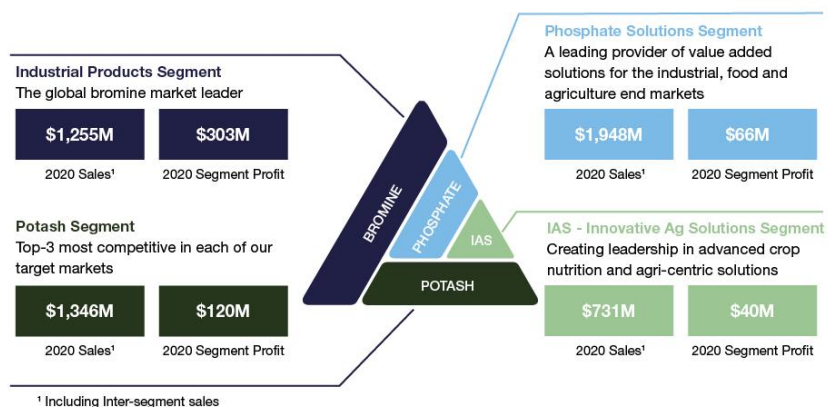 Industrial Products Segment
The global bromine market leader
$1,255M
$303M
2020 Sales¹
2020 Segment Profit
Potash Segment
Top-3 most competitive in each of our
target markets
$1,346M
$120M
2020 Sales¹
2020 Segment Profit
BROMINE
PHOSPHATE
IAS
POTASH
Phosphate Solutions Segment
A leading provider of value added
solutions for the industrial, food and
agriculture end markets
$1,948M
$66M
2020 Sales¹
2020 Segment Profit
IAS - Innovative Ag Solutions Segment
Creating leadership in advanced crop
nutrition and agri-centric solutions
$731M
$40M
2020 Sales¹
2020 Segment Profit
¹ Including Inter-segment sales